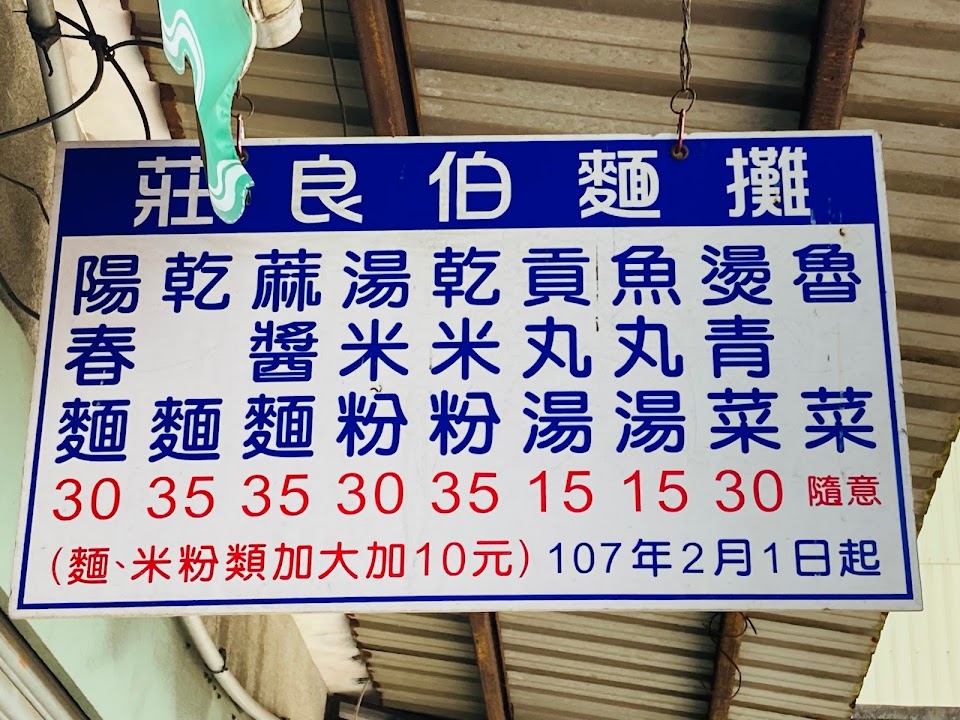 莊良伯麵攤
陽春麵 30
乾麵 35
蔴醬麵 35
湯米粉 30
乾米粉 35
貢丸湯 15
魚丸湯 15
燙青菜 30
魯菜 隨意
(麵、米粉類加大加10元) 107年2月1日起